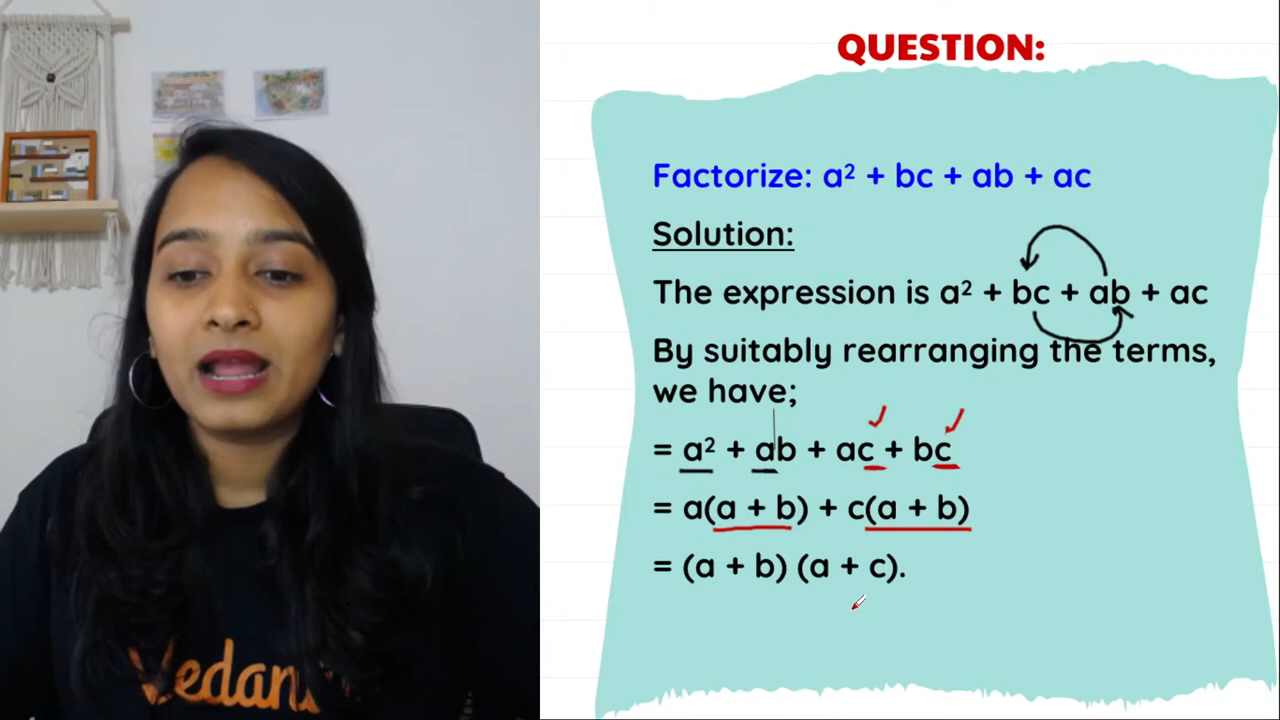 QUESTION:
Factorize: a² + bc + ab + ac
Solution:
The expression is a² + bc + ab + ac
By suitably rearranging the terms,
we have;
= a² + ab + ac + bc
= a(a + b) + c(a + b)
= (a + b) (a + c).
Vedan